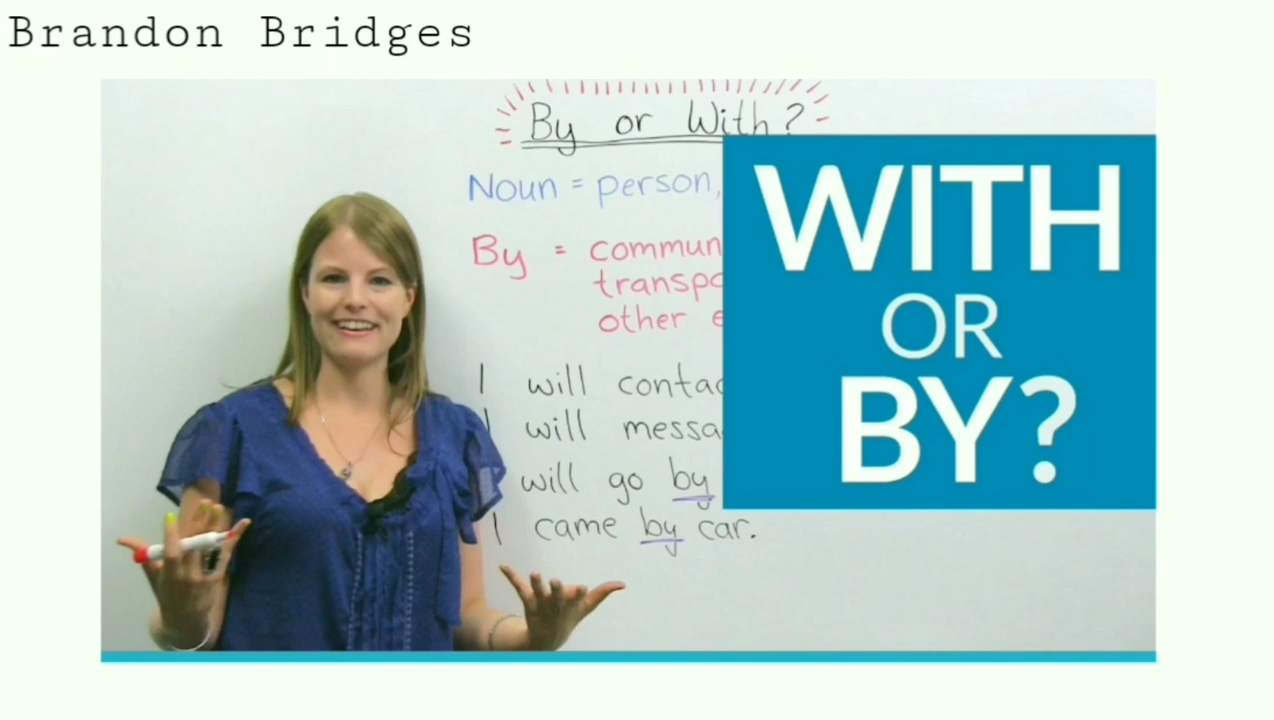 Brandon Bridges
By or With?
Noun = person,
By = commun
transpo
other e
I will contac
I will messa
will go by
I came by car.
WITH
OR
BY?